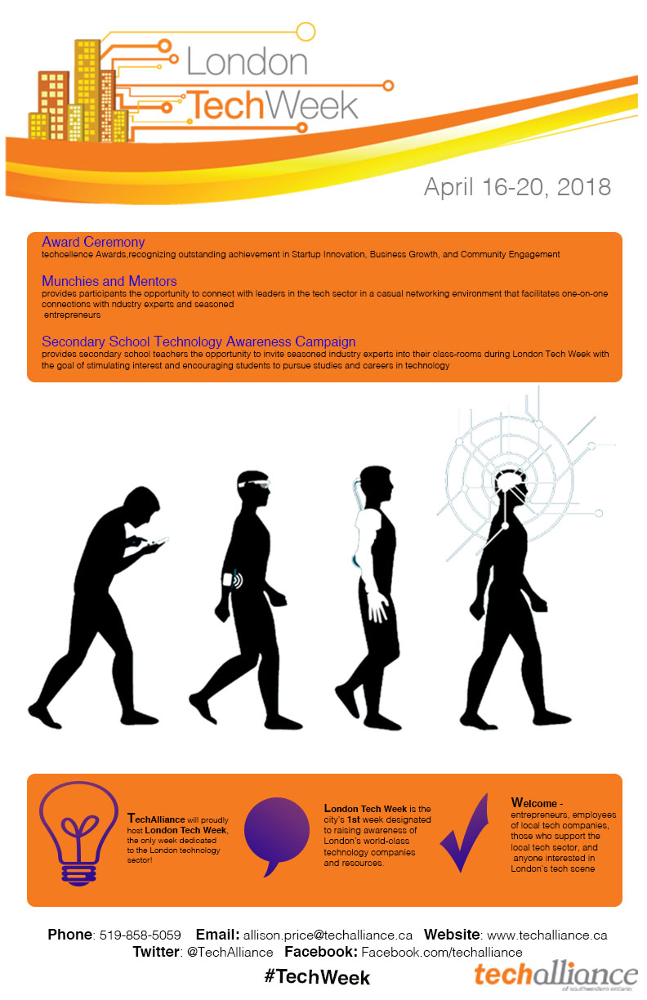 London
TechWeek
April 16-20, 2018
Award Ceremony
techcellence Awards,recognizing outstanding achievement in Startup Innovation, Business Growth, and Community Engagement
Munchies and Mentors
provides participants the opportunity to connect with leaders in the tech sector in a casual networking environment that facilitates one-on-one
connections with ndustry experts and seasoned
entrepreneurs
Secondary School Technology Awareness Campaign
provides secondary school teachers the opportunity to invite seasoned industry experts into their class-rooms during London Tech Week with
the goal of stimulating interest and encouraging students to pursue studies and careers in technology
TechAlliance will proudly
host London Tech Week,
the only week dedicated
to the London technology
sector!
London Tech Week is the
city's 1st week designated
to raising awareness of
London's world-class
technology companies
and resources.
Welcome -
entrepreneurs, employees
of local tech companies,
those who support the
local tech sector, and
anyone interested in
London's tech scene
Phone: 519-858-5059 Email: allison.price@techalliance.ca Website: www.techalliance.ca
Twitter: @TechAlliance Facebook: Facebook.com/techalliance
#TechWeek
techalliance
of southwestern ontario